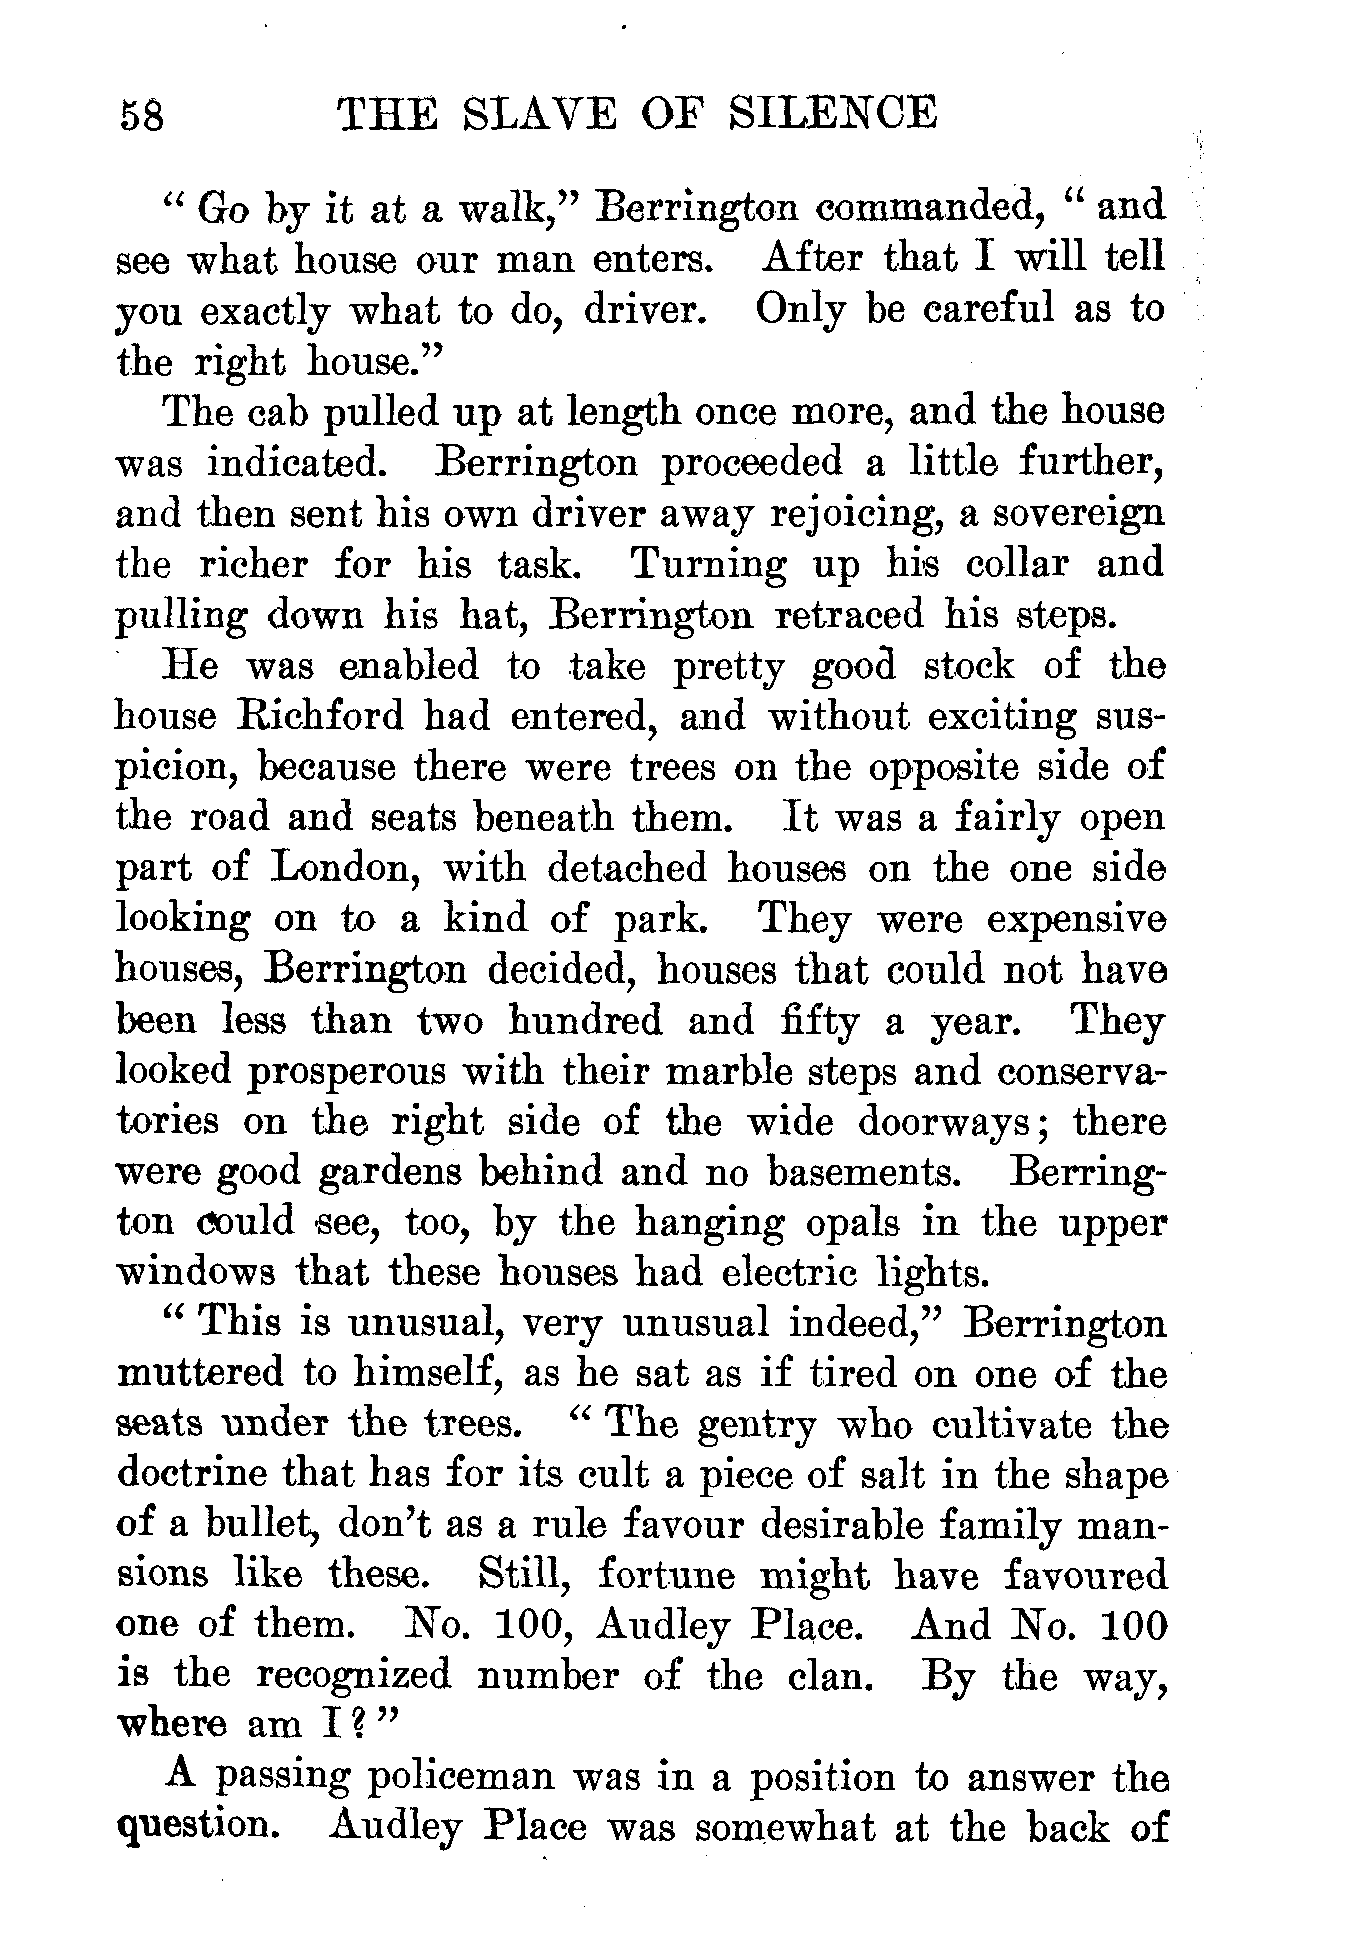 58 THE SLAVE OF SILENCE
“ Go by it at a walk,” Berrington commanded, “ and
see what house our man enters. After that I will tell
you exactly what to do, driver. Only be careful as to
the right house.”
The cab pulled up at length once more, and the house
was indicated. Berrington proceeded a little further,
and then sent his own driver away rejoicing, a sovereign
the richer for his task. Turning up his collar and
pulling down his hat, Berrington retraced his steps.
He was enabled to take pretty good stock of the
house Richford had entered, and without exciting sus-
picion, because there were trees on the opposite side of
the road and seats beneath them. It was a fairly open
part of London, with detached houses on the one side
looking on to a kind of park. They were expensive
houses, Berrington decided, houses that could not have
been less than two hundred and fifty a year. They
looked prosperous with their marble steps and conserva-
tories on the right side of the wide doorways; there
were good gardens behind and no basements. Berring-
ton could see, too, by the hanging opals in the upper
windows that these houses had electric lights.
“ This is unusual, very unusual indeed,” Berrington
muttered to himself, as he sat as if tired on one of the
seats under the trees. “ The gentry who cultivate the
doctrine that has for its cult a piece of salt in the shape
of a bullet, don’t as a rule favour desirable family man-
sions like these. Still, fortune might have favoured
one of them. No. 100, Audley Place. And No. 100
is the recognized number of the clan. By the way,
where am I? ”
A passing policeman was in a position to answer the
question. Audley Place was somewhat at the back of